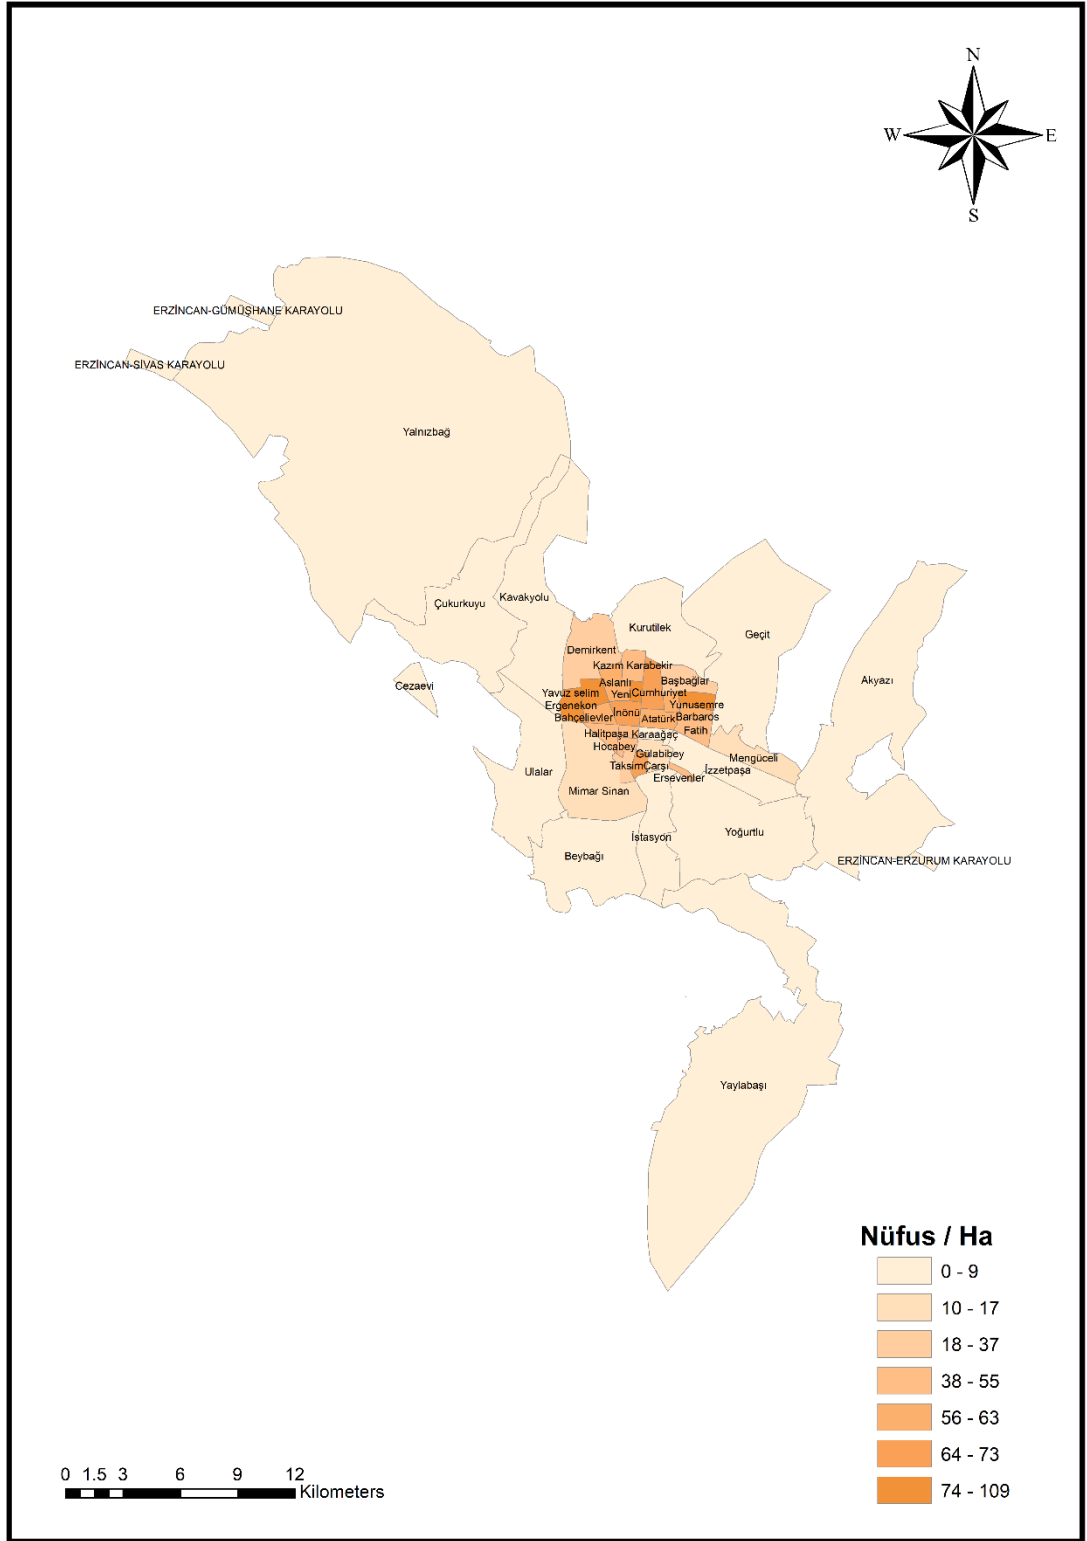 N
W
E
S
ERZİNCAN-GÜMÜŞHANE KARAYOLU
ERZİNCAN-SİVAS KARAYOLU
Yalnızbağ
Çukurkuyu
Kavakyolu
Kurutilek
Geçit
Demirkent
Kazım Karabekir
Akyazı
Cezaevi
Aslanlı
Başbağlar
Yavuz selim
Yeni
Cumhuriyet
Ergenekon
Yunusemre
Bahçelievler
İnönü
Atatürk
Barbaros
Halitpaşa
Karaağaç
Fatih
Hocabey
Gülabibey
Mengüceli
Ulalar
Taksim
Çarşı
İzzetpaşa
Ersevenler
Mimar Sinan
İstasyon
Yoğurtlu
Beybağı
ERZİNCAN-ERZURUM KARAYOLU
Yaylabaşı
Nüfus / Ha
0 - 9
10 - 17
18 - 37
38 - 55
56 - 63
64 - 73
74 - 109
0 1.5 3 6 9 12
Kilometers